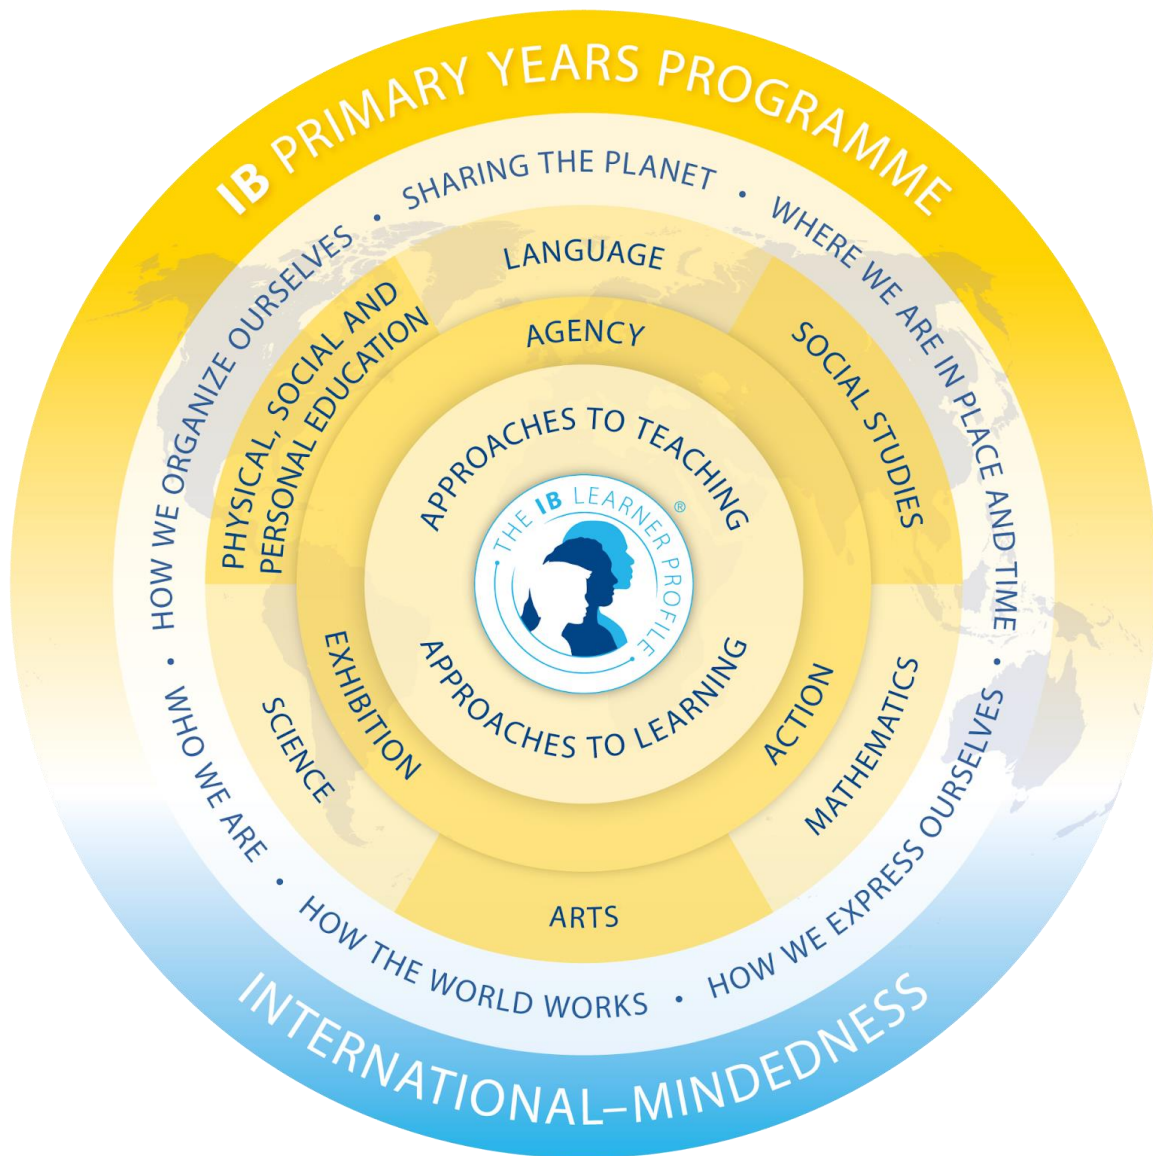 IB PRIMARY YEARS PROGRAMME
SHARING THE PLANET
•
WHERE WE ARE IN PLACE AND TIME
•
HOW WE EXPRESS OURSELVES
•
HOW THE WORLD WORKS
•
WHO WE ARE
•
HOW WE ORGANIZE OURSELVES
•
LANGUAGE
SOCIAL STUDIES
MATHEMATICS
ARTS
SCIENCE
PHYSICAL, SOCIAL AND
PERSONAL EDUCATION
AGENCY
ACTION
EXHIBITION
APPROACHES TO TEACHING
THE IB LEARNER PROFILE ®
APPROACHES TO LEARNING
INTERNATIONAL–MINDEDNESS